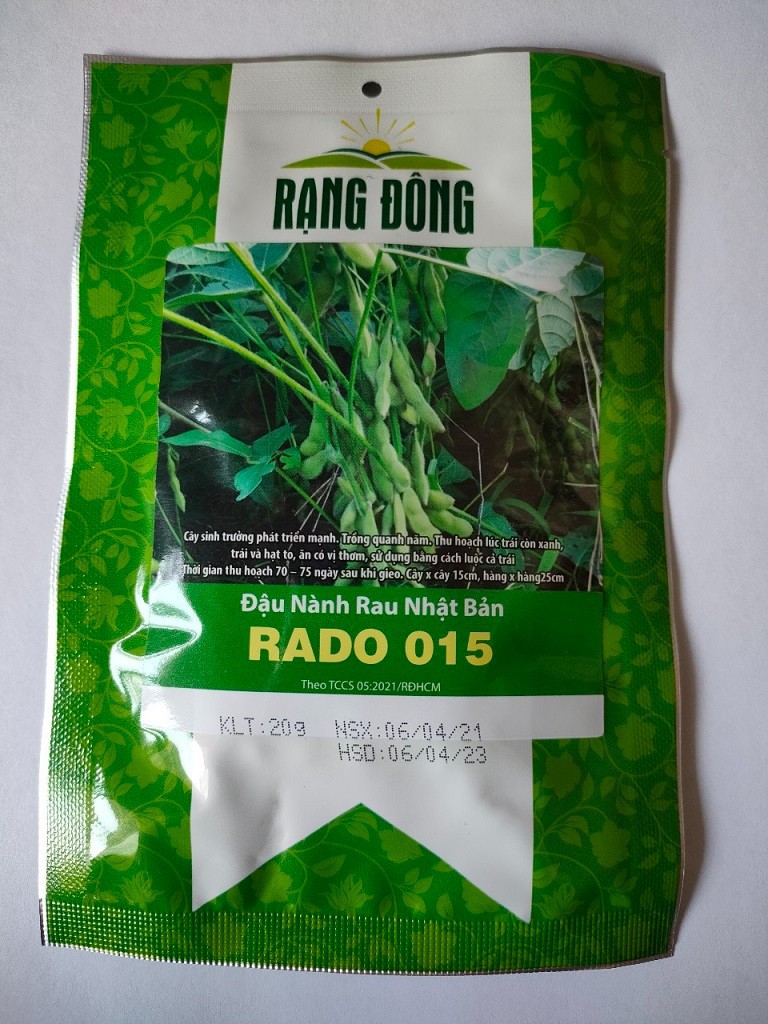 RẠNG ĐÔNG
Cây sinh trưởng phát triển mạnh. Trồng quanh năm. Thu hoạch lúc trái còn xanh,
trái và hạt to, ăn có vị thơm, sử dụng bằng cách luộc cả trái
Thời gian thu hoạch 70 – 75 ngày sau khi gieo. Cây x cây 15cm, hàng x hàng25cm
Đậu Nành Rau Nhật Bản
RADO 015
Theo TCCS 05:2021/RĐHCM
KLT:20g NSX:06/04/21
HSD:06/04/23